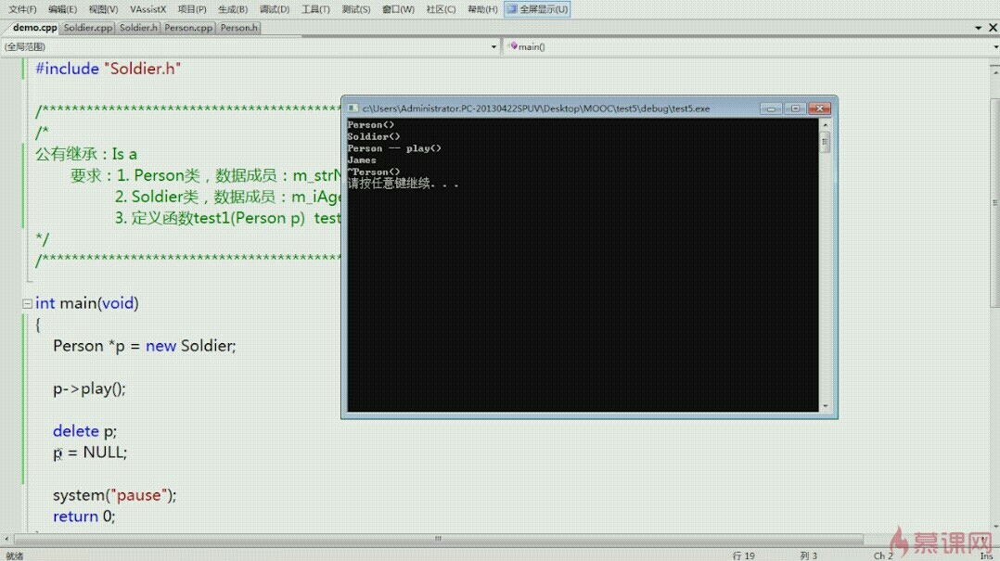 文件(F) 编辑(E) 视图(V) VAssistX 项目(P) 生成(B) 调试(D) 工具(T) 测试(S) 窗口(W) 社区(C) 帮助(H) 全屏显示(U)
demo.cpp Soldier.cpp Soldier.h Person.cpp Person.h
(全局范围) main()
#include "Soldier.h"
/*******************************************
/*
公有继承：Is a
要求：1. Person类，数据成员：m_strN
2. Soldier类，数据成员：m_iAge
3. 定义函数test1(Person p) test
*/
/*******************************************
int main(void)
{
Person *p = new Soldier;
p->play();
delete p;
p = NULL;
system("pause");
return 0;
c:\Users\Administrator.PC-20130422SPUV\Desktop\MOOC\test5\debug\test5.exe
Person()
Soldier()
Person -- play()
James
~Person()
请按任意键继续. . .
慕课网
就绪 行 19 列 3 Ch 2 Ins